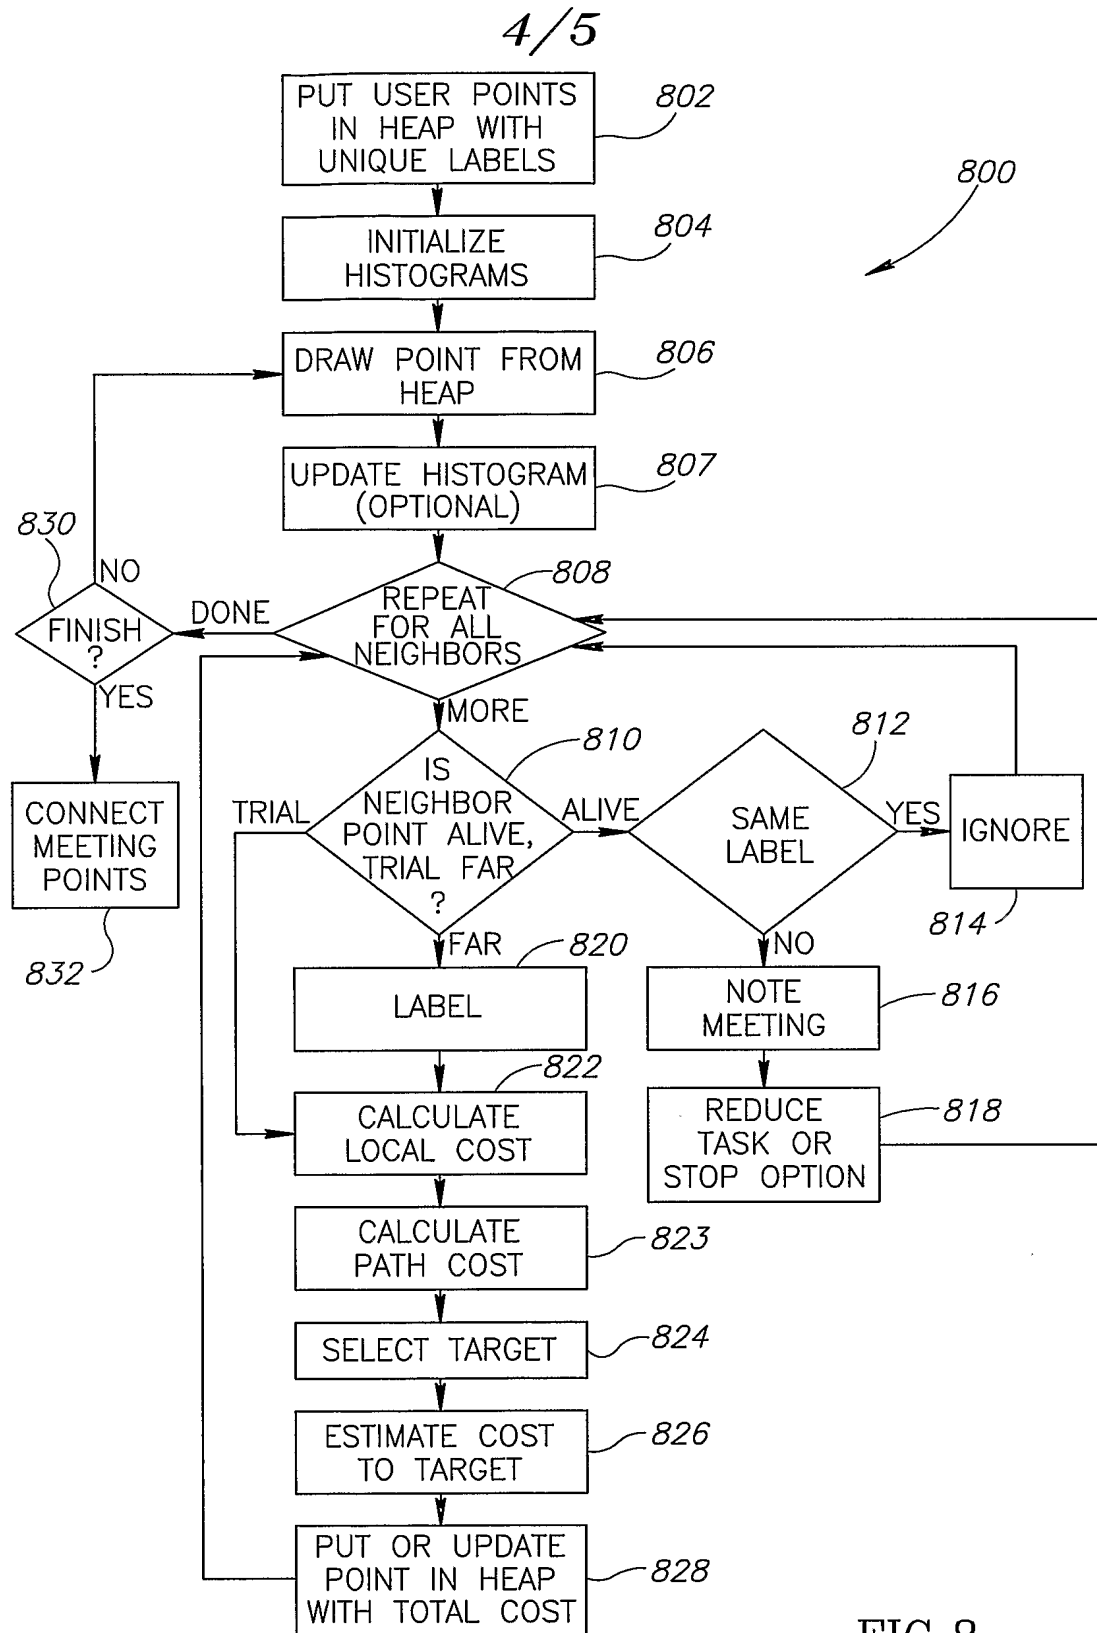 4/5
PUT USER POINTS
IN HEAP WITH
UNIQUE LABELS
802
800
INITIALIZE
HISTOGRAMS
804
DRAW POINT FROM
HEAP
806
UPDATE HISTOGRAM
(OPTIONAL)
807
830
NO
FINISH
?
YES
DONE
REPEAT
FOR ALL
NEIGHBORS
808
MORE
CONNECT
MEETING
POINTS
832
TRIAL
IS
NEIGHBOR
POINT ALIVE,
TRIAL FAR
?
810
ALIVE
SAME
LABEL
812
YES
IGNORE
814
FAR
NO
LABEL
820
NOTE
MEETING
816
CALCULATE
LOCAL COST
822
REDUCE
TASK OR
STOP OPTION
818
CALCULATE
PATH COST
823
SELECT TARGET
824
ESTIMATE COST
TO TARGET
826
PUT OR UPDATE
POINT IN HEAP
WITH TOTAL COST
828
FIG. 8